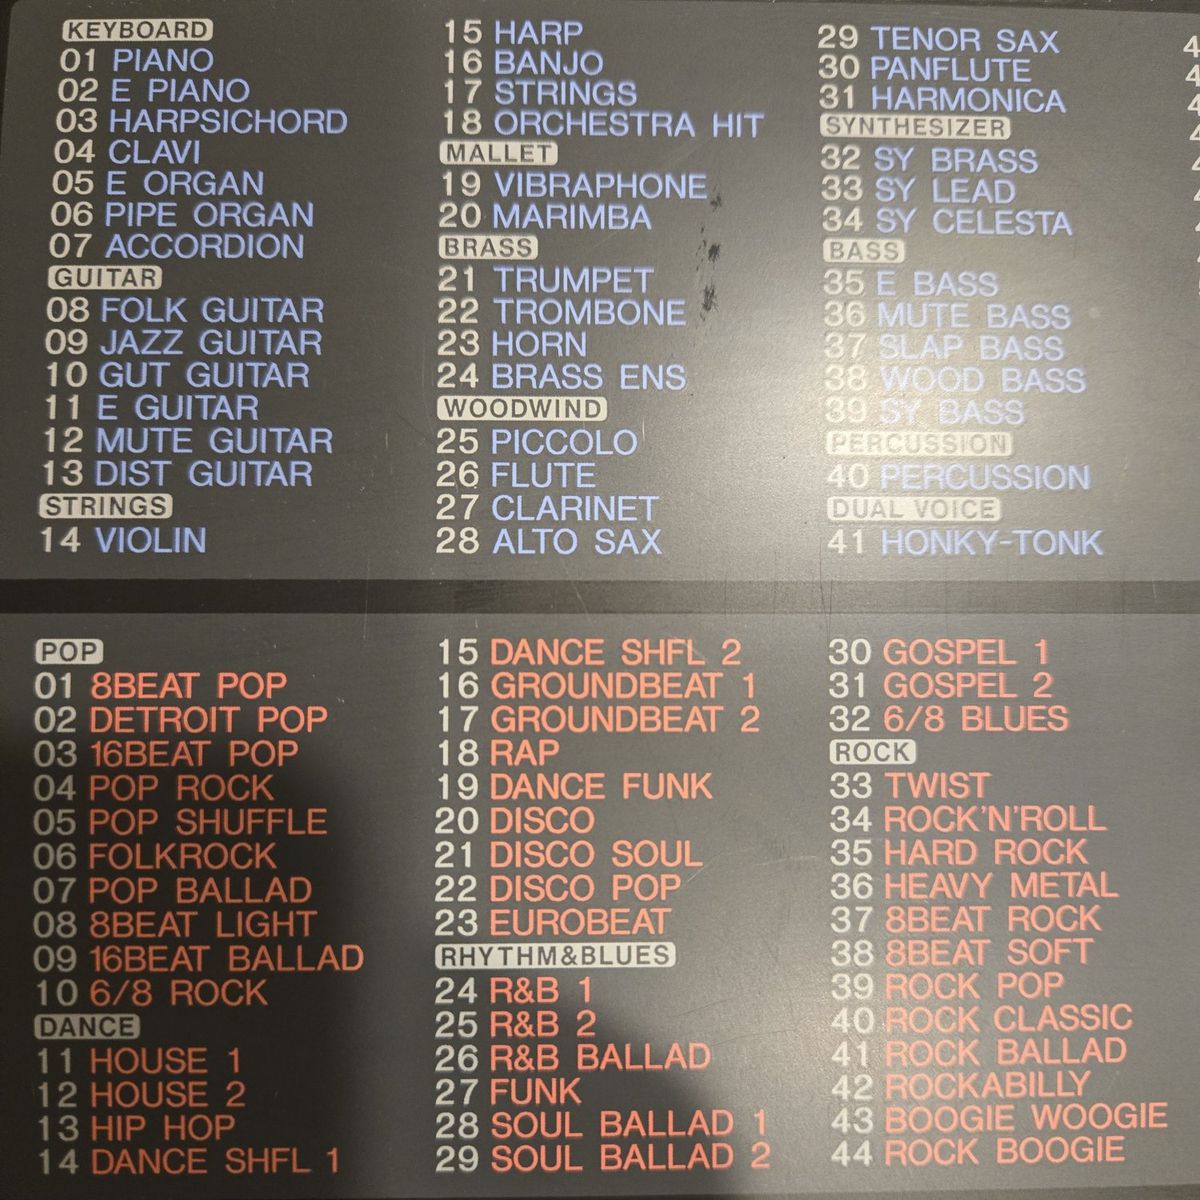 KEYBOARD
01 PIANO
02 E PIANO
03 HARPSICHORD
04 CLAVI
05 E ORGAN
06 PIPE ORGAN
07 ACCORDION
GUITAR
08 FOLK GUITAR
09 JAZZ GUITAR
10 GUT GUITAR
11 E GUITAR
12 MUTE GUITAR
13 DIST GUITAR
STRINGS
14 VIOLIN
15 HARP
16 BANJO
17 STRINGS
18 ORCHESTRA HIT
MALLET
19 VIBRAPHONE
20 MARIMBA
BRASS
21 TRUMPET
22 TROMBONE
23 HORN
24 BRASS ENS
WOODWIND
25 PICCOLO
26 FLUTE
27 CLARINET
28 ALTO SAX
29 TENOR SAX
30 PANFLUTE
31 HARMONICA
SYNTHESIZER
32 SY BRASS
33 SY LEAD
34 SY CELESTA
BASS
35 E BASS
36 MUTE BASS
37 SLAP BASS
38 WOOD BASS
39 SY BASS
PERCUSSION
40 PERCUSSION
DUAL VOICE
41 HONKY-TONK
POP
01 8BEAT POP
02 DETROIT POP
03 16BEAT POP
04 POP ROCK
05 POP SHUFFLE
06 FOLKROCK
07 POP BALLAD
08 8BEAT LIGHT
09 16BEAT BALLAD
10 6/8 ROCK
DANCE
11 HOUSE 1
12 HOUSE 2
13 HIP HOP
14 DANCE SHFL 1
15 DANCE SHFL 2
16 GROUNDBEAT 1
17 GROUNDBEAT 2
18 RAP
19 DANCE FUNK
20 DISCO
21 DISCO SOUL
22 DISCO POP
23 EUROBEAT
RHYTHM&BLUES
24 R&B 1
25 R&B 2
26 R&B BALLAD
27 FUNK
28 SOUL BALLAD 1
29 SOUL BALLAD 2
30 GOSPEL 1
31 GOSPEL 2
32 6/8 BLUES
ROCK
33 TWIST
34 ROCK'N'ROLL
35 HARD ROCK
36 HEAVY METAL
37 8BEAT ROCK
38 8BEAT SOFT
39 ROCK POP
40 ROCK CLASSIC
41 ROCK BALLAD
42 ROCKABILLY
43 BOOGIE WOOGIE
44 ROCK BOOGIE